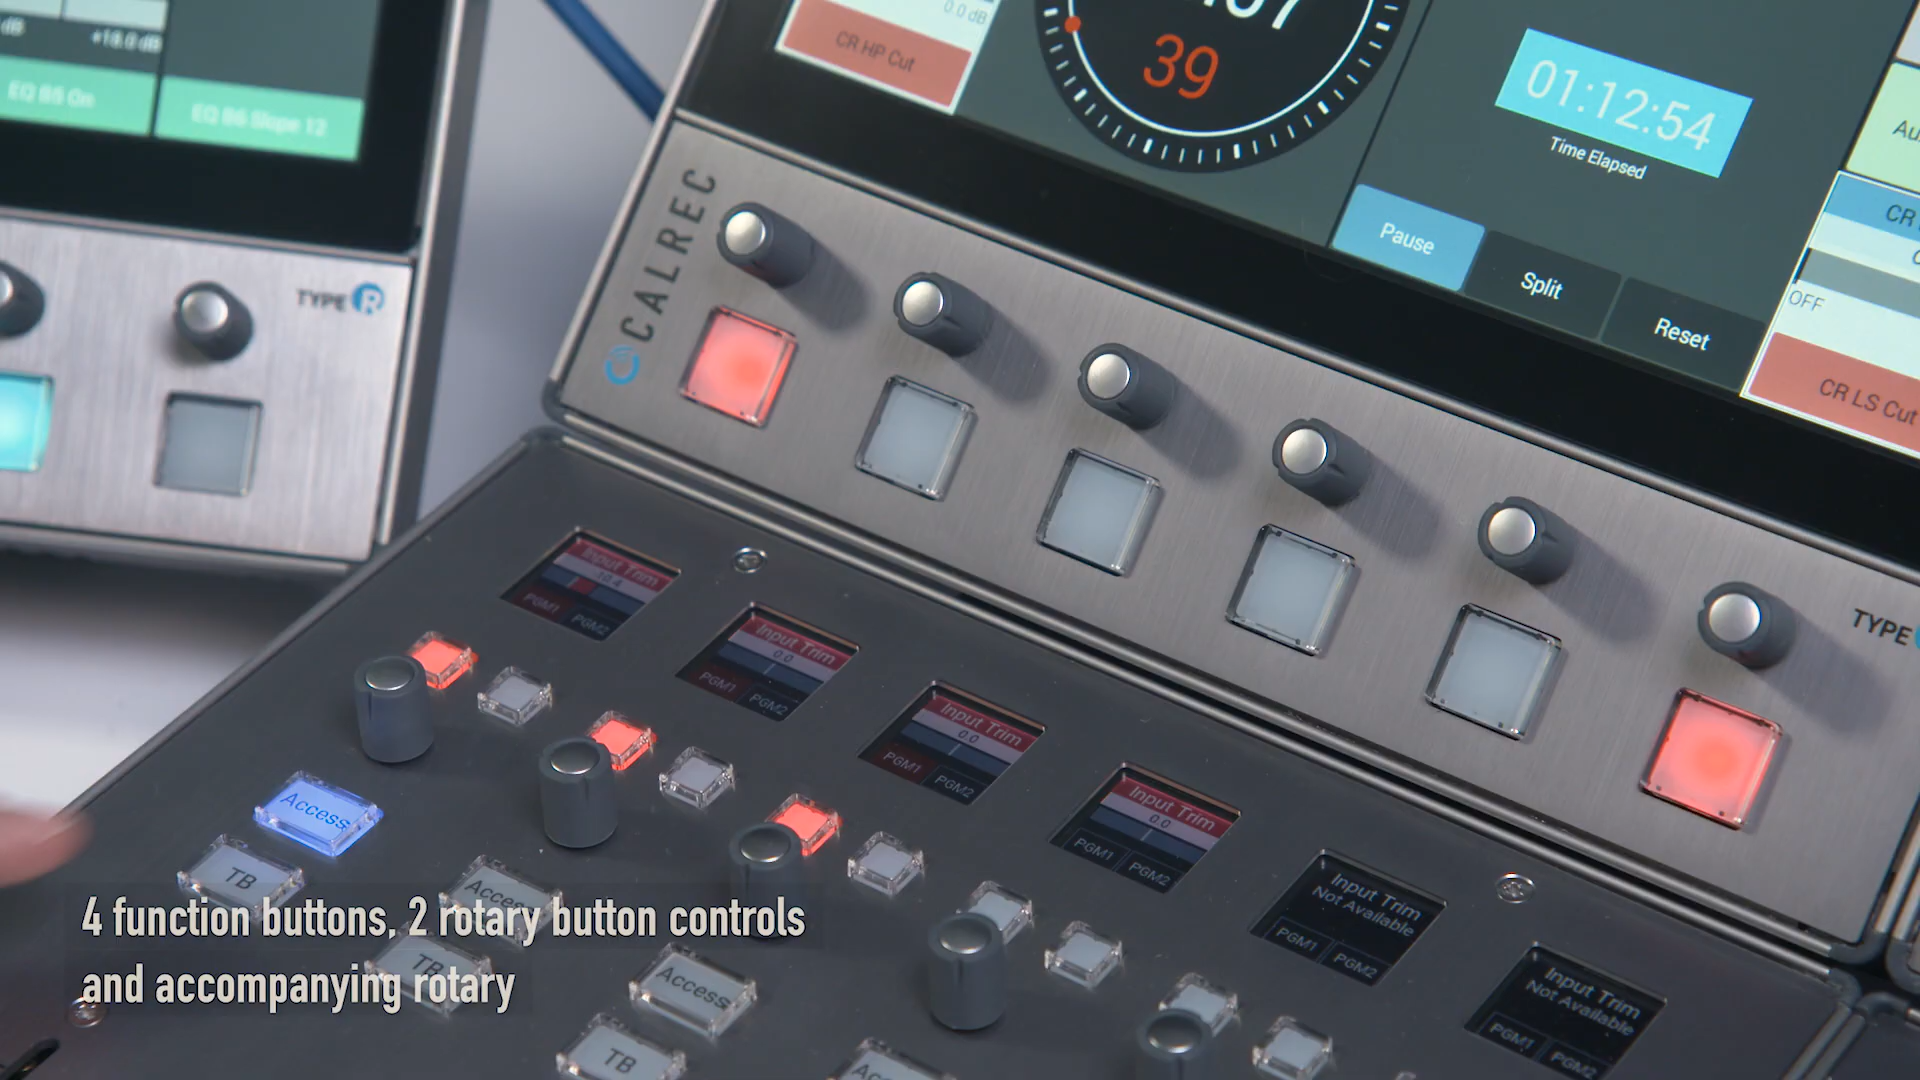 +18.0 dB
EQ B5 On
EQ B6 Slope 12
TYPE R
0.0 dB
CR HP Cut
39
01:12:54
Time Elapsed
Pause
Split
Reset
OFF
CR LS Cut
CALREC
TYPE
Input Trim
10.4
PGM1
PGM2
Input Trim
0.0
PGM1
PGM2
Input Trim
0.0
PGM1
PGM2
Input Trim
0.0
PGM1
PGM2
Input Trim
Not Available
PGM1
PGM2
Input Trim
Not Available
PGM1
PGM2
Access
TB
Access
TB
Access
TB
4 function buttons, 2 rotary button controls
and accompanying rotary